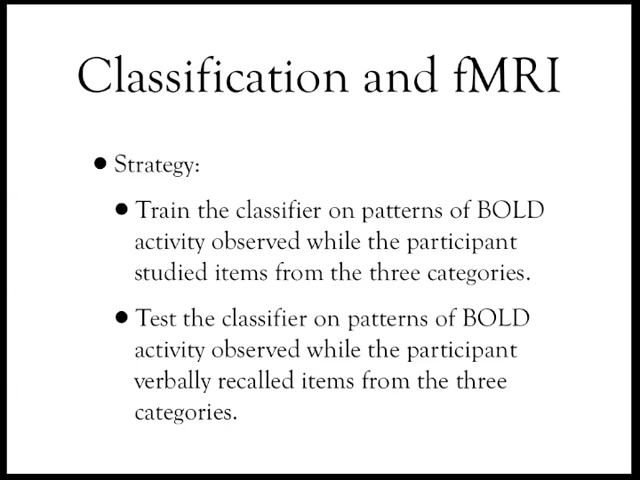 Classification and fMRI
• Strategy:
• Train the classifier on patterns of BOLD
activity observed while the participant
studied items from the three categories.
• Test the classifier on patterns of BOLD
activity observed while the participant
verbally recalled items from the three
categories.